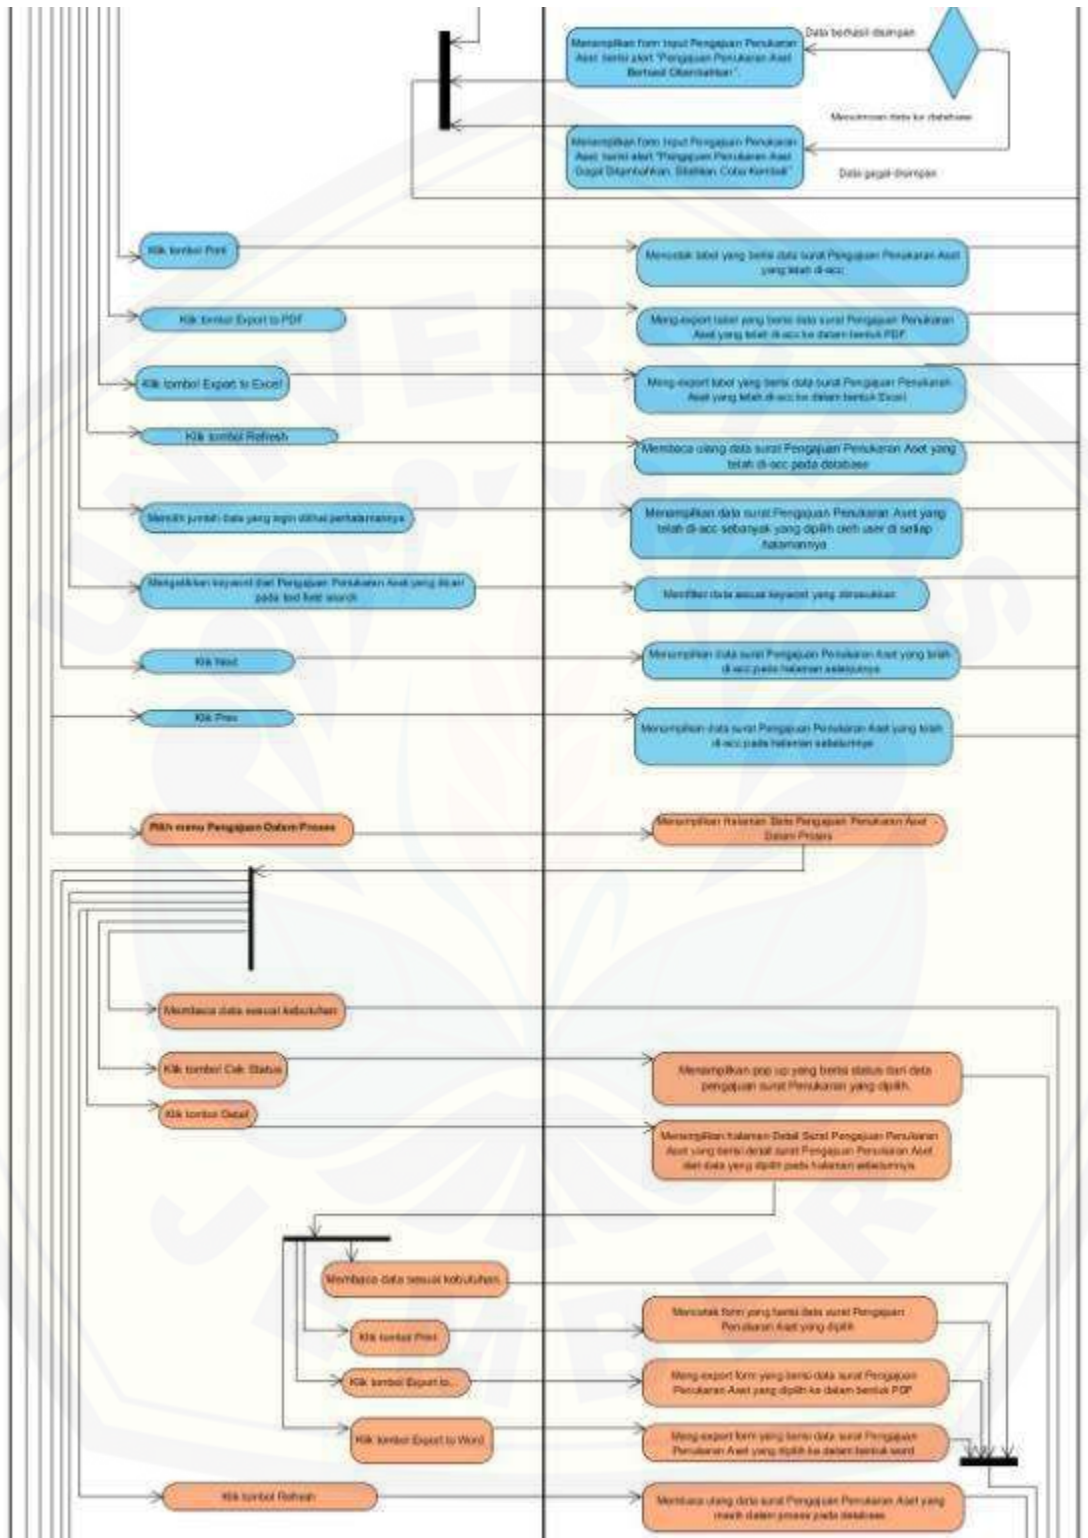 Data berhasil disimpan
Menampilkan form Input Pengajuan Penukaran
Aset berisi alert "Pengajuan Penukaran Aset
Berhasil Ditambahkan".
Menyimpan data ke database
Menampilkan form Input Pengajuan Penukaran
Aset berisi alert "Pengajuan Penukaran Aset
Gagal Ditambahkan, Silahkan Coba Kembali"
Data gagal disimpan
Klik tombol Print
Mencetak tabel yang berisi data surat Pengajuan Penukaran Aset
yang telah di-acc
Klik tombol Export to PDF
Meng-export tabel yang berisi data surat Pengajuan Penukaran
Aset yang telah di-acc ke dalam bentuk PDF
Klik tombol Export to Excel
Meng-export tabel yang berisi data surat Pengajuan Penukaran
Aset yang telah di-acc ke dalam bentuk Excel
Klik tombol Refresh
Membaca ulang data surat Pengajuan Penukaran Aset yang
telah di-acc pada database
Memilih jumlah data yang ingin dilihat perhalamannya
Menampilkan data surat Pengajuan Penukaran Aset yang
telah di-acc sebanyak yang dipilih oleh user di setiap
halamannya
Mengetikkan keyword dari Pengajuan Penukaran Aset yang dicari
pada text field search
Memfilter data sesuai keyword yang dimasukkan
Klik Next
Menampilkan data surat Pengajuan Penukaran Aset yang telah
di-acc pada halaman selanjutnya
Klik Prev
Menampilkan data surat Pengajuan Penukaran Aset yang telah
di-acc pada halaman sebelumnya
Pilih menu Pengajuan Dalam Proses
Menampilkan Halaman Data Pengajuan Penukaran Aset
Dalam Proses
Membaca data sesuai kebutuhan
Klik tombol Cek Status
Menampilkan pop up yang berisi status dari data
pengajuan surat Penukaran yang dipilih.
Klik tombol Detail
Menampilkan halaman Detail Surat Pengajuan Penukaran
Aset yang berisi detail surat Pengajuan Penukaran Aset
dari data yang dipilih pada halaman sebelumnya
Membaca data sesuai kebutuhan
Klik tombol Print
Mencetak form yang berisi data surat Pengajuan
Penukaran Aset yang dipilih
Klik tombol Export to...
Meng-export form yang berisi data surat Pengajuan
Penukaran Aset yang dipilih ke dalam bentuk PDF
Klik tombol Export to Word
Meng-export form yang berisi data surat Pengajuan
Penukaran Aset yang dipilih ke dalam bentuk word
Klik tombol Refresh
Membaca ulang data surat Pengajuan Penukaran Aset yang
masih dalam proses pada database